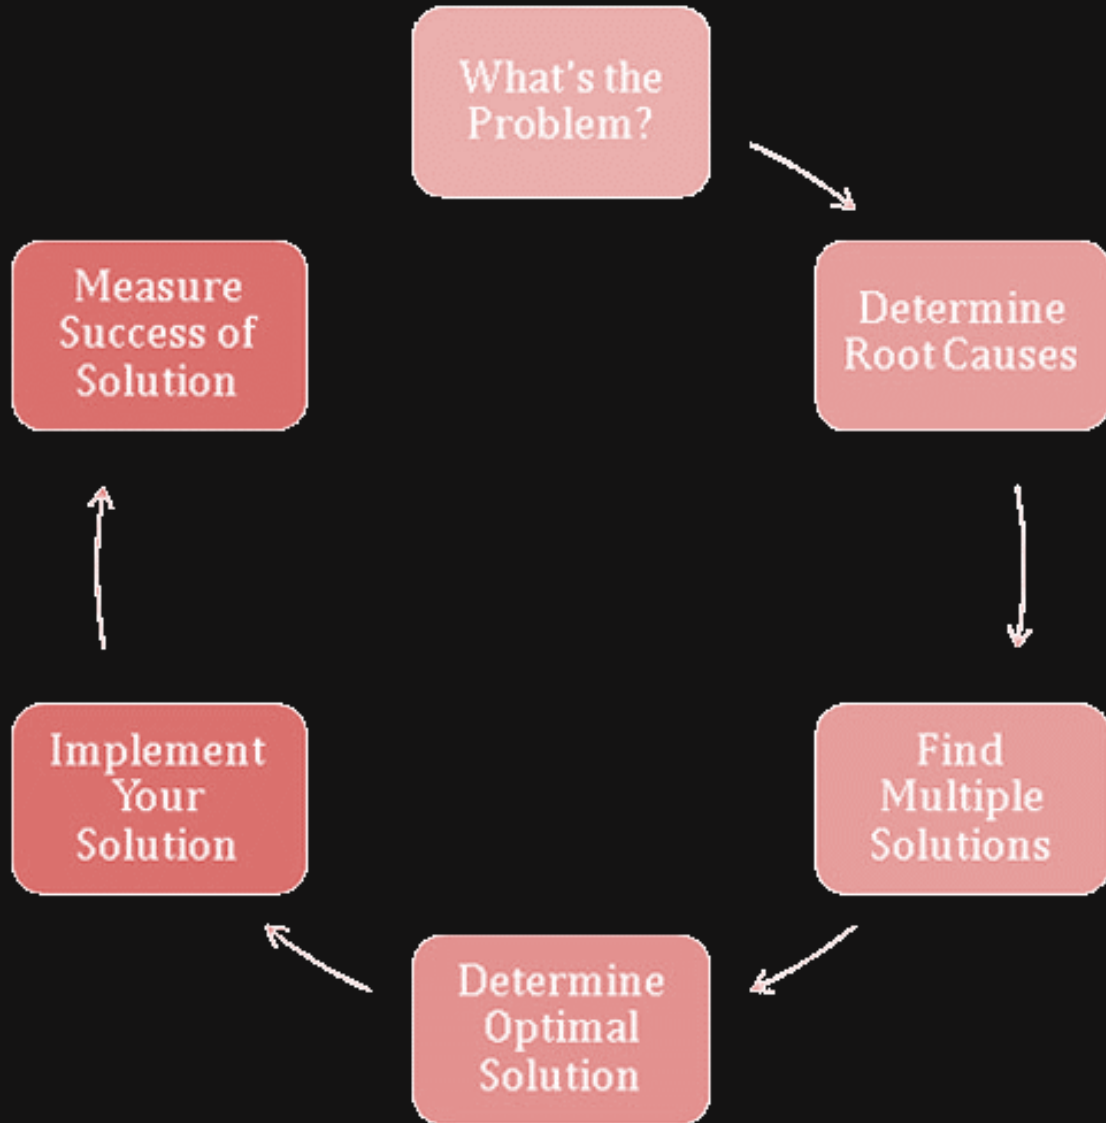 What's the
Problem?
Determine
Root Causes
Find
Multiple
Solutions
Determine
Optimal
Solution
Implement
Your
Solution
Measure
Success of
Solution